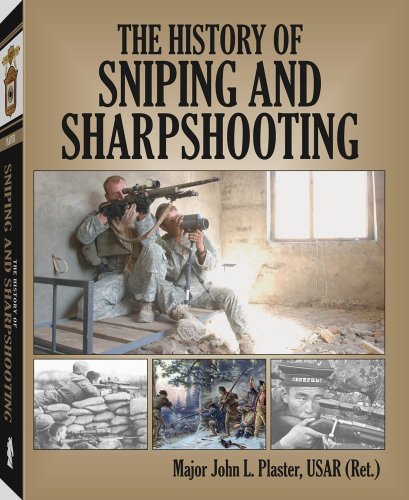 THE HISTORY OF
SNIPING AND
SHARPSHOOTING
Major John L. Plaster, USAR (Ret.)
THE HISTORY OF
SNIPING AND SHARPSHOOTING